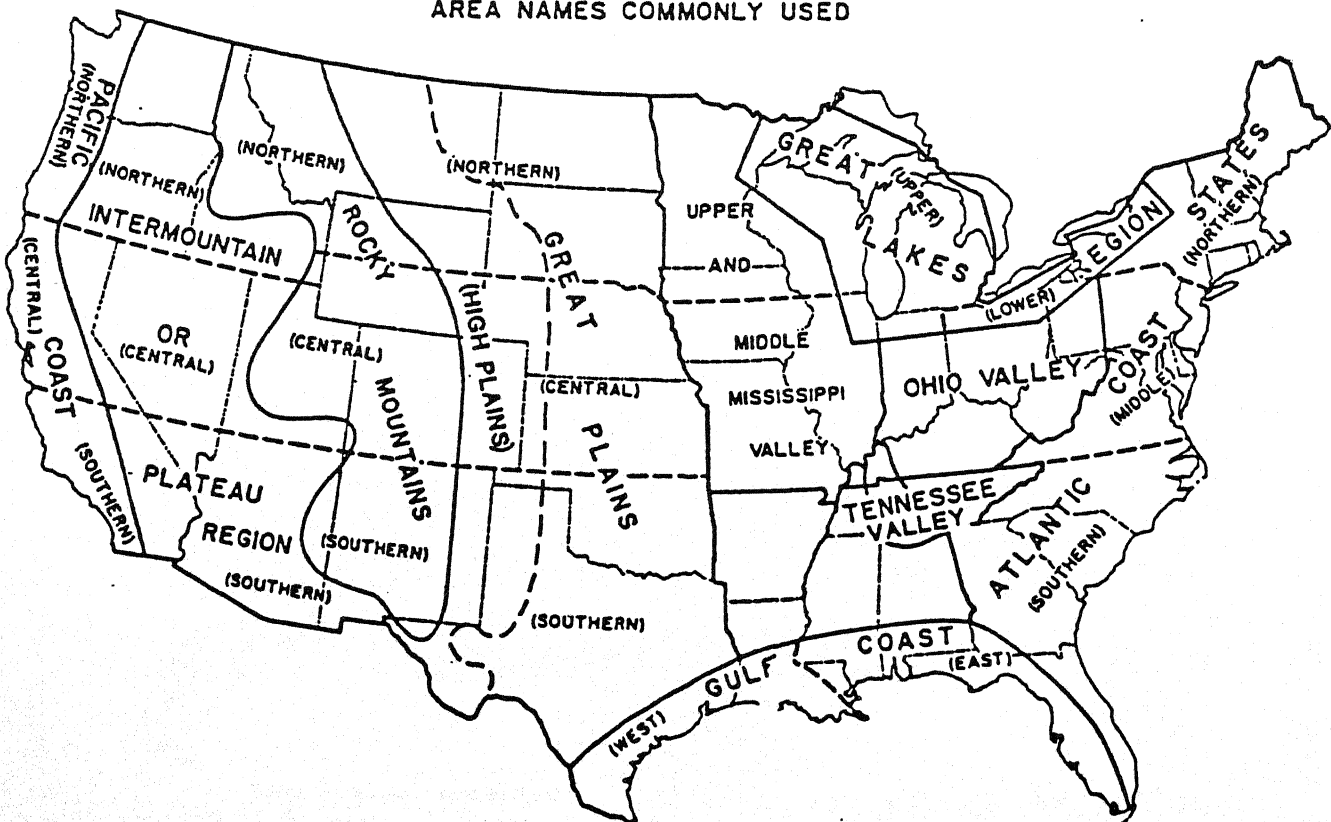 AREA NAMES COMMONLY USED
PACIFIC
(NORTHERN)
COAST
(CENTRAL)
(SOUTHERN)
(NORTHERN)
INTERMOUNTAIN
OR
(CENTRAL)
PLATEAU
REGION
(SOUTHERN)
(NORTHERN)
ROCKY
(CENTRAL)
MOUNTAINS
(SOUTHERN)
(NORTHERN)
GREAT
(HIGH PLAINS)
(CENTRAL)
PLAINS
(SOUTHERN)
UPPER
AND
MIDDLE
MISSISSIPPI
VALLEY
GREAT
(UPPER)
LAKES
(LOWER)
REGION
OHIO VALLEY
TENNESSEE
VALLEY
STATES
(NORTHERN)
COAST
(MIDDLE)
ATLANTIC
(SOUTHERN)
GULF
COAST
(WEST)
(EAST)